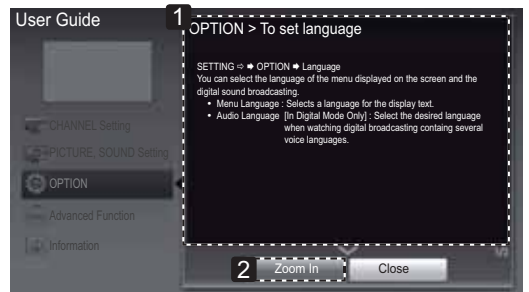 User Guide
1
OPTION > To set language
SETTING ⇨ ➡ OPTION ➡ Language
You can select the language of the menu displayed on the screen and the
digital sound broadcasting.
• Menu Language : Selects a language for the display text.
• Audio Language [In Digital Mode Only] : Select the desired language
when watching digital broadcasting containg several
voice languages.
CHANNEL Setting
PICTURE, SOUND Setting
OPTION
Advanced Function
Information
2
Zoom In
Close